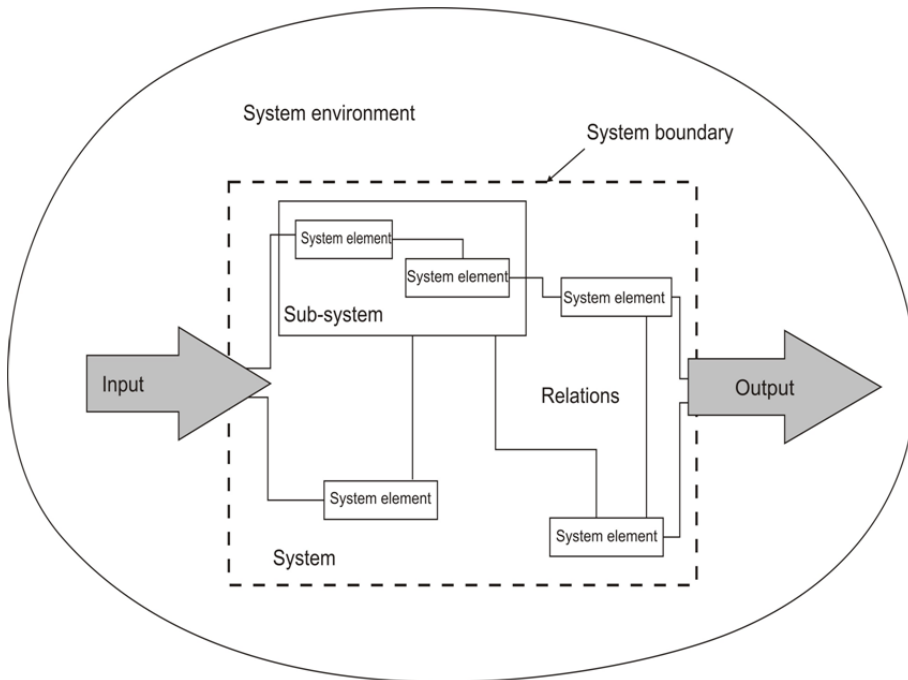 System environment
System boundary
System element
System element
System element
Sub-system
Input
Relations
Output
System element
System element
System